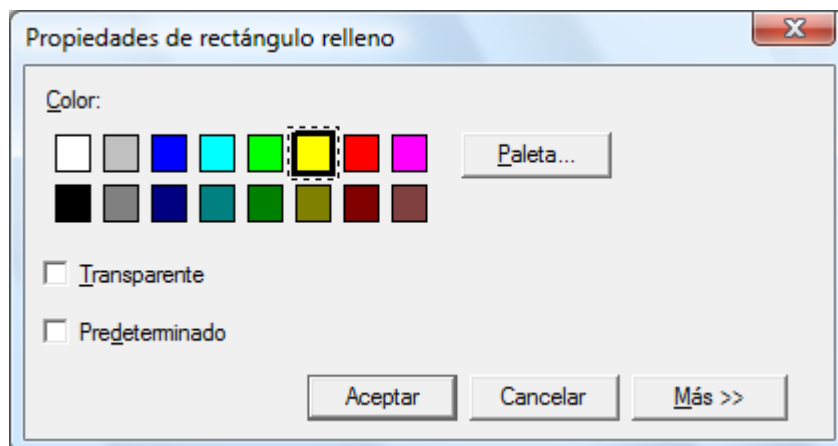 Propiedades de rectángulo relleno
Color:
Paleta...
Transparente
Predeterminado
Aceptar
Cancelar
Más >>